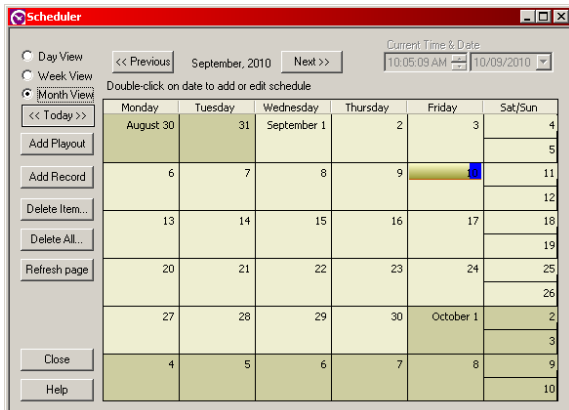 Scheduler
Day View
Week View
Month View
<< Today >>
Add Playout
Add Record
Delete Item...
Delete All...
Refresh page
Close
Help
<< Previous
September, 2010
Next >>
Current Time & Date
10:05:09 AM
10/09/2010
Double-click on date to add or edit schedule
Monday Tuesday Wednesday Thursday Friday Sat/Sun
August 30 31 September 1 2 3 4
5
6 7 8 9 10 11
12
13 14 15 16 17 18
19
20 21 22 23 24 25
26
27 28 29 30 October 1 2
3
4 5 6 7 8 9
10